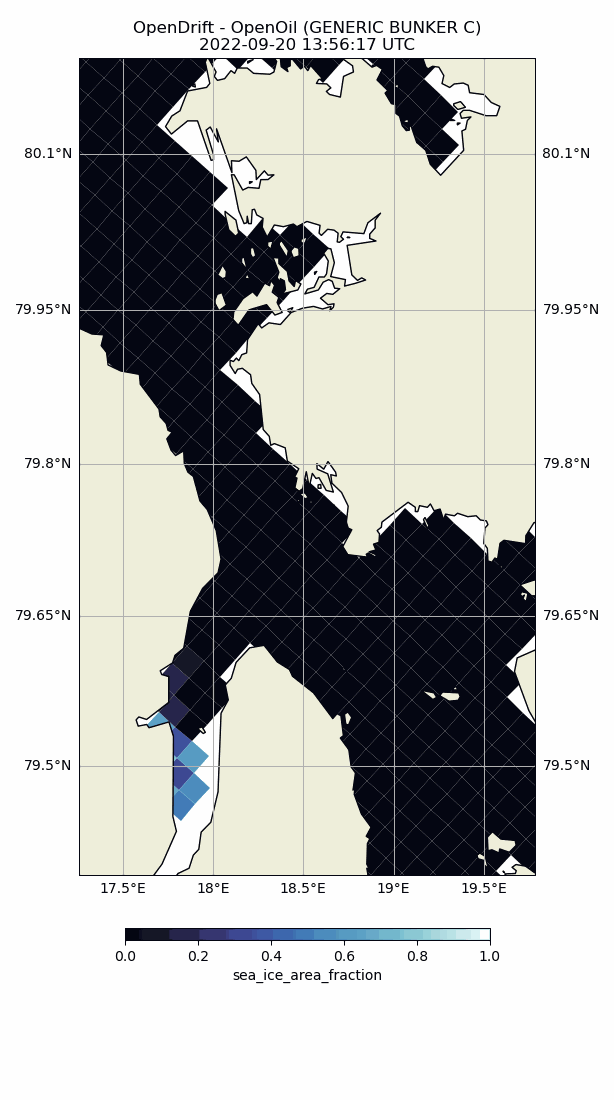 OpenDrift - OpenOil (GENERIC BUNKER C)
2022-09-20 13:56:17 UTC
80.1°N 80.1°N
79.95°N 79.95°N
79.8°N 79.8°N
79.65°N 79.65°N
79.5°N 79.5°N
17.5°E 18°E 18.5°E 19°E 19.5°E
0.0 0.2 0.4 0.6 0.8 1.0
sea_ice_area_fraction